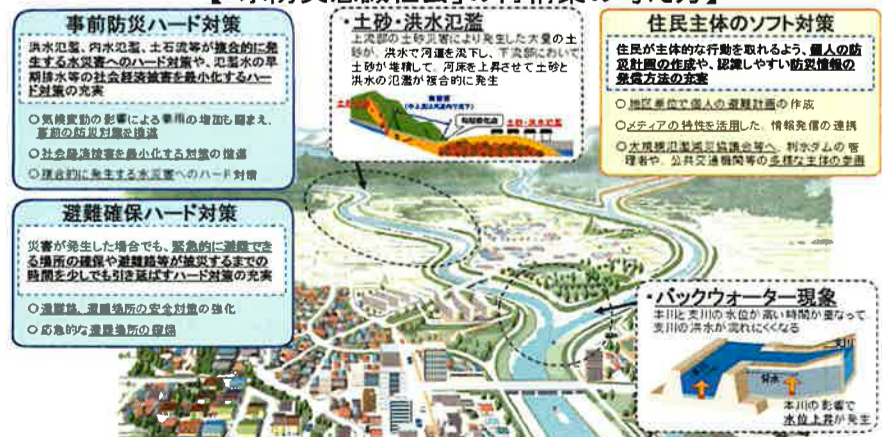 事前防災ハード対策
洪水氾濫、内水氾濫、土石流等が複合的に発
生する水災害へのハード対策や、氾濫水の早
期排水等の社会経済被害を最小化するハー
ド対策の充実
○気候変動の影響による の増加も踏まえ、
事前の防災対策を推進
○社会経済被害を最小化する対策の推進
○複合的に発生する水災害へのハード対策
避難確保ハード対策
災害が発生した場合でも、緊急的に避難でき
る場所の確保や避難路等が被災するまでの
時間を少しでも引き延ばすハード対策の充実
○避難路、避難場所の安全対策の強化
○応急的な避難場所の確保
・土砂・洪水氾濫
上流部の土砂災害により発生した大量の土
砂が、洪水で河道を流下し、下流部において
土砂が堆積して、河床を上昇させて土砂と
洪水の氾濫が複合的に発生
土砂・洪水氾濫
住民主体のソフト対策
住民が主体的な行動を取れるよう、個人の防
災計画の作成や、認識しやすい防災情報の
発信方法の充実
○地区単位で個人の避難計画の作成
○メディアの特性を活用した、情報発信の連携
○大規模氾濫減災協議会等へ、利水ダムの管
理者や、公共交通機関等の多様な主体の参画
・バックウォーター現象
本川と支川の水位が高い時間が重なって
支川の洪水が流れにくくなる
支川
背水
本川の影響で
水位上昇が発生